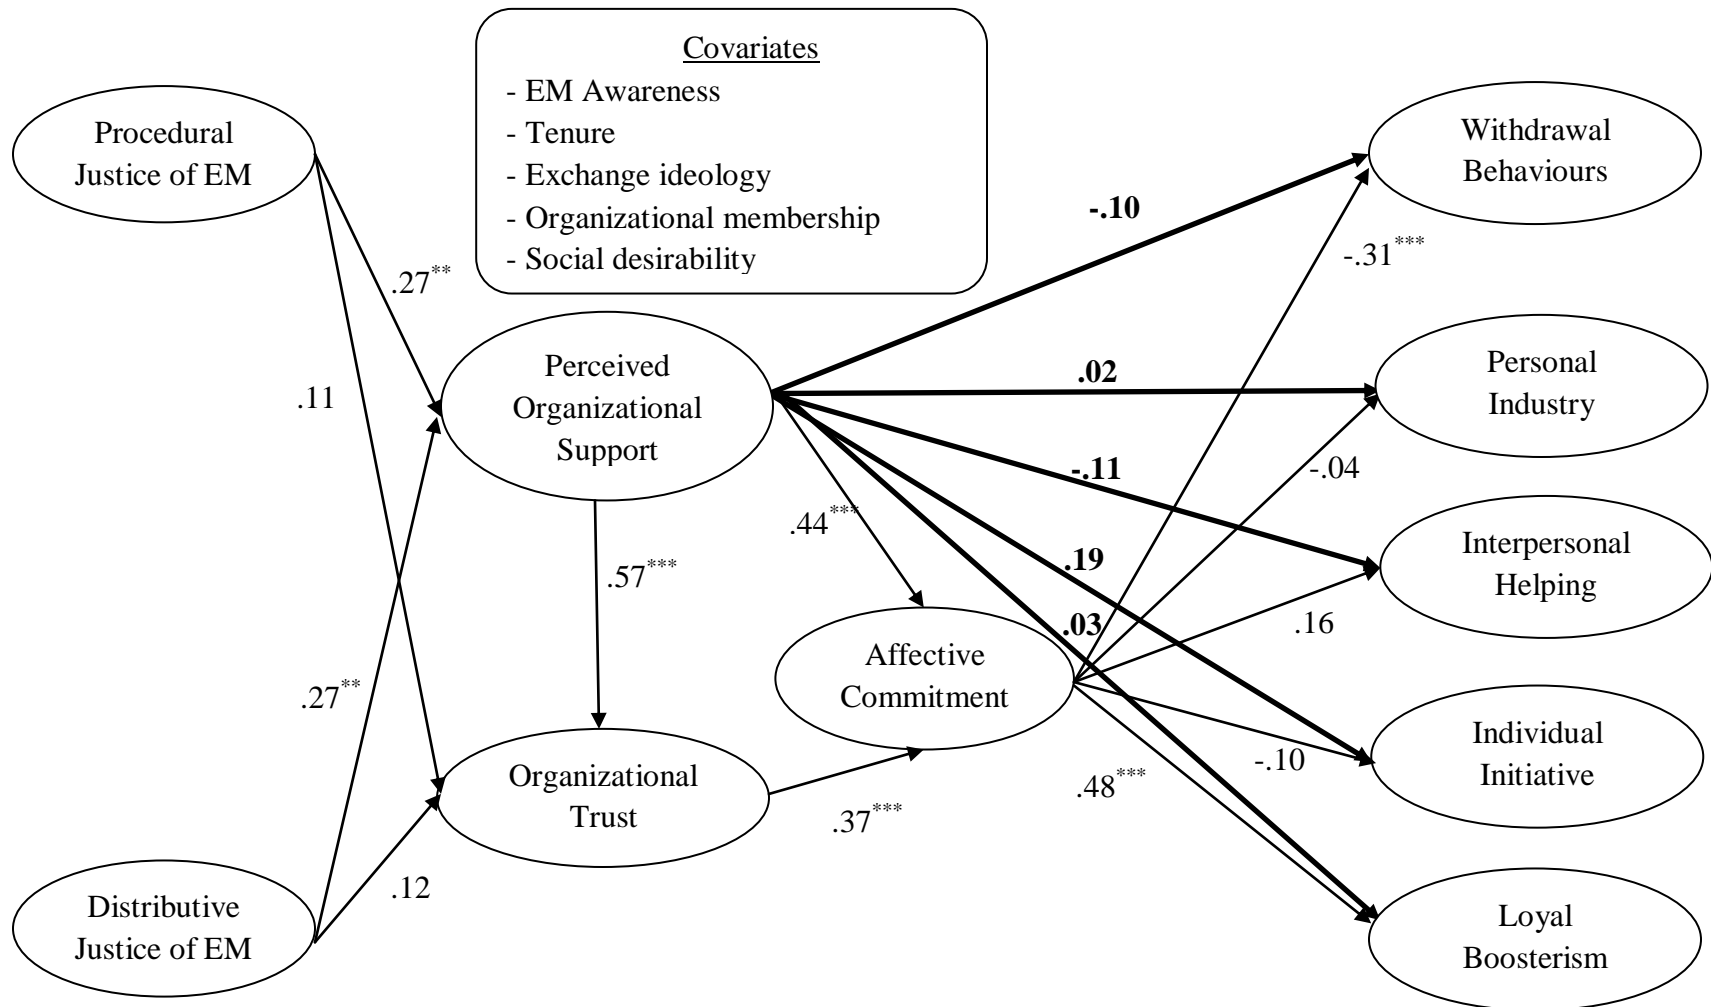 Covariates
- EM Awareness
- Tenure
- Exchange ideology
- Organizational membership
- Social desirability
Procedural
Justice of EM
Withdrawal
Behaviours
-.10
-.31***
.27**
Perceived
Organizational
Support
.02
Personal
Industry
.11
-.11
-.04
.44***
.57***
.19
Interpersonal
Helping
.03
.16
Affective
Commitment
.27**
Organizational
Trust
.37***
.48***
-.10
Individual
Initiative
.12
Distributive
Justice of EM
Loyal
Boosterism